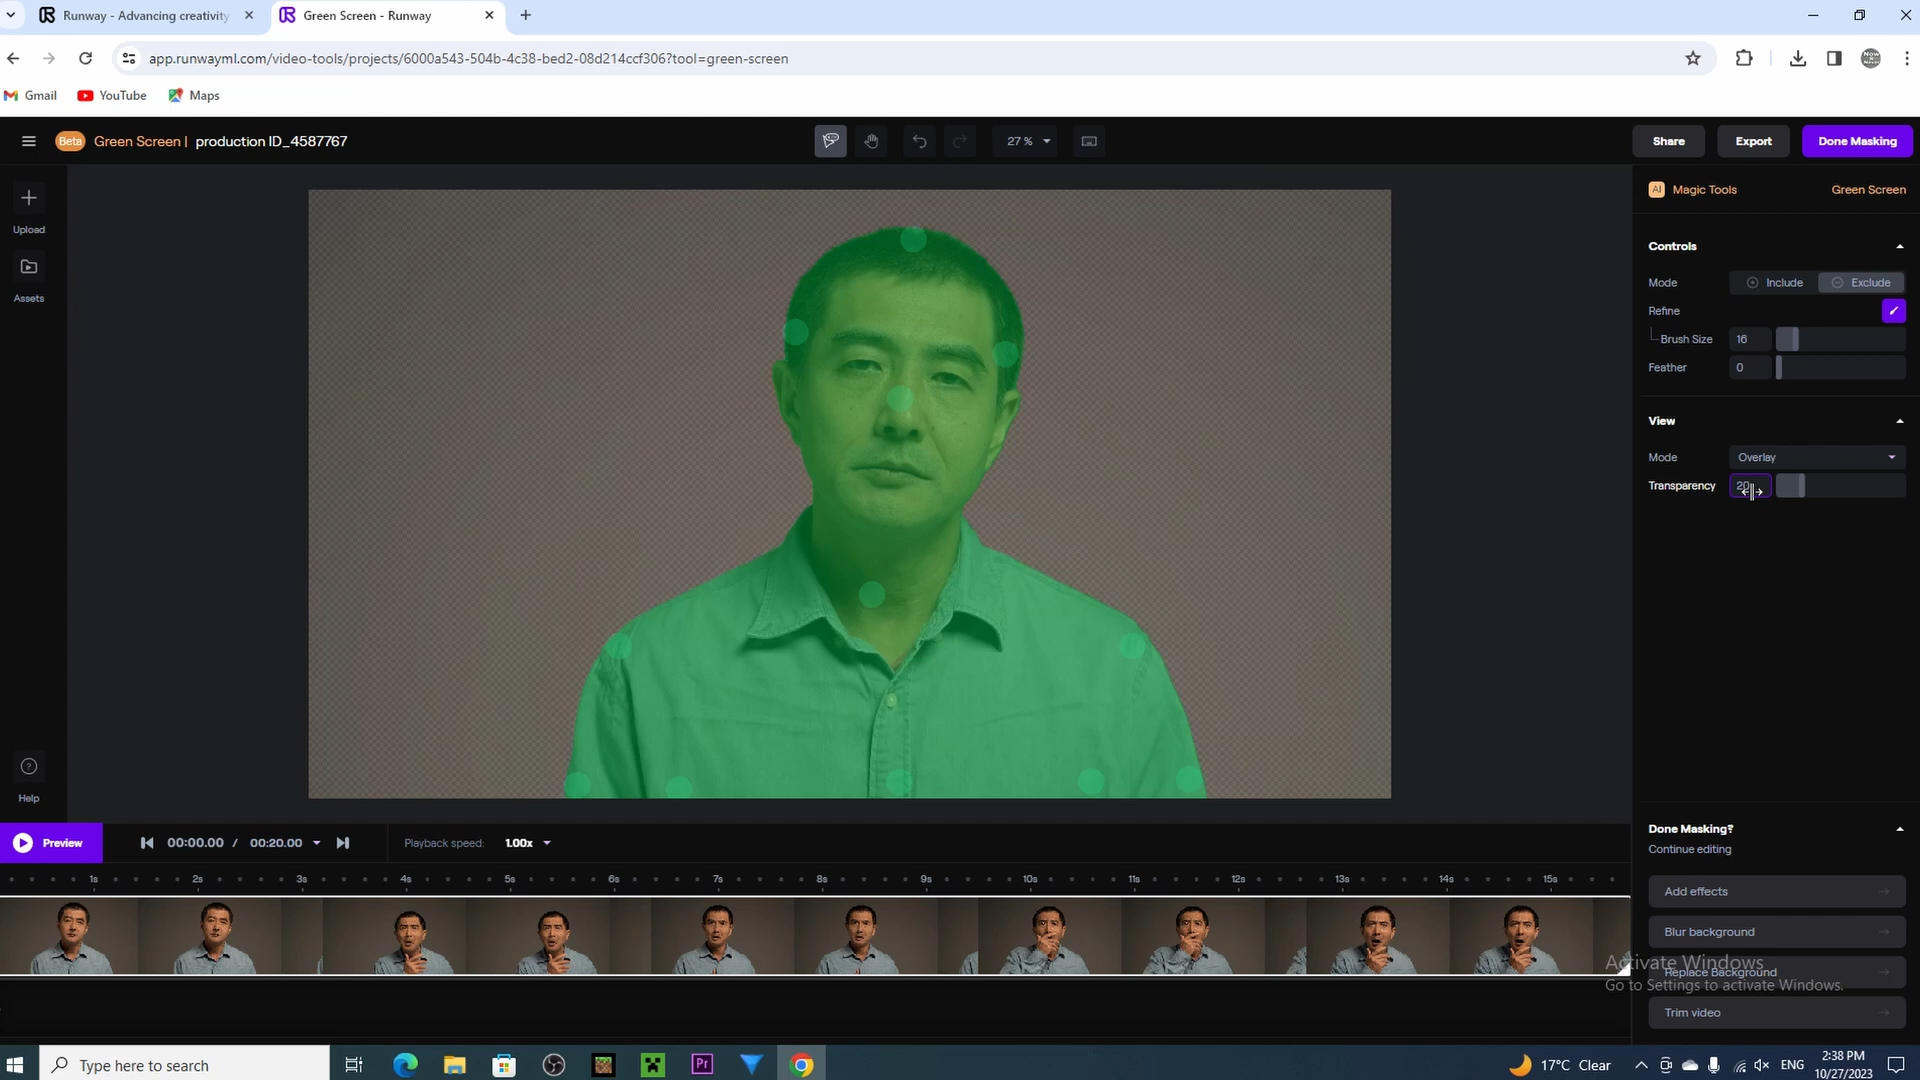 Runway - Advancing creativity
Green Screen - Runway
app.runwayml.com/video-tools/projects/6000a543-504b-4c38-bed2-08d214ccf306?tool=green-screen
Gmail
YouTube
Maps
Beta
Green Screen | production ID_4587767
27 %
Share
Export
Done Masking
Upload
Assets
Help
AI Magic Tools
Green Screen
Controls
Mode
Include
Exclude
Refine
Brush Size
16
Feather
0
View
Mode
Overlay
Transparency
20
Preview
00:00.00 / 00:20.00
Playback speed: 1.00x
1s 2s 3s 4s 5s 6s 7s 8s 9s 10s 11s 12s 13s 14s 15s
Done Masking?
Continue editing
Add effects
Blur background
Replace Background
Trim video
Activate Windows
Go to Settings to activate Windows.
Type here to search
Pr
17°C Clear
ENG
2:38 PM
10/27/2023